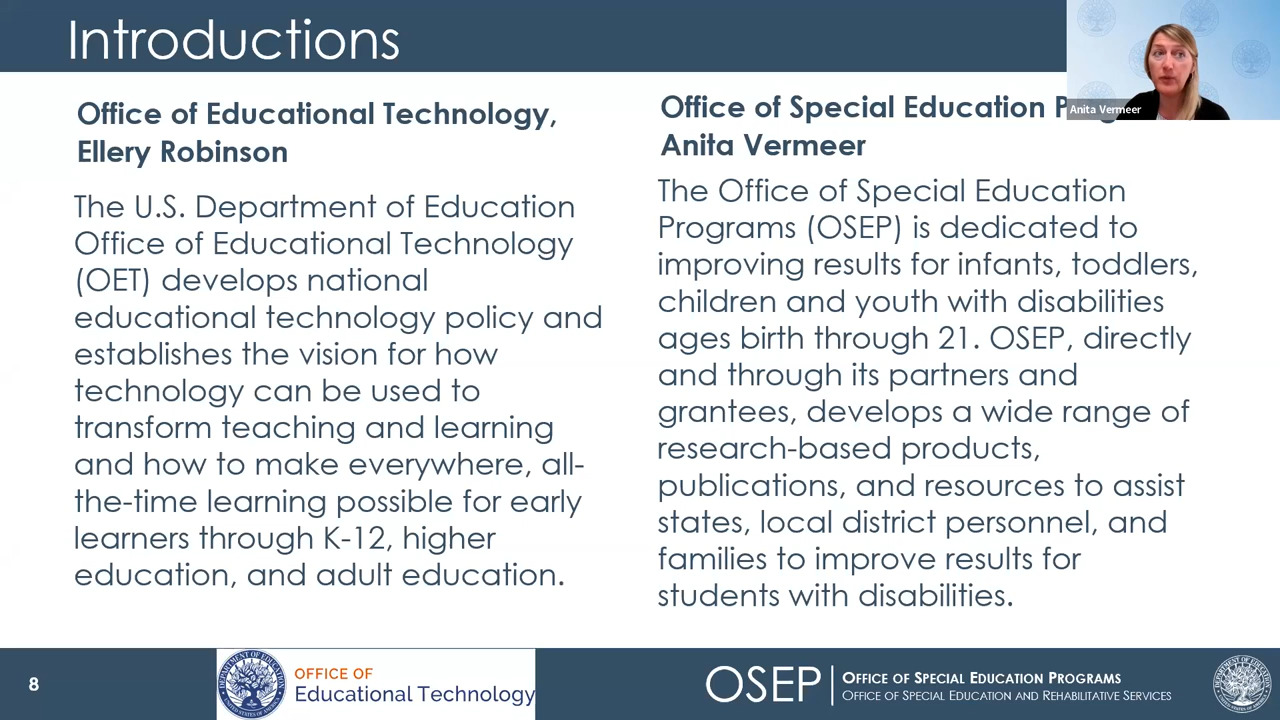 Introductions
Anita Vermeer
Office of Educational Technology,
Ellery Robinson
The U.S. Department of Education
Office of Educational Technology
(OET) develops national
educational technology policy and
establishes the vision for how
technology can be used to
transform teaching and learning
and how to make everywhere, all-
the-time learning possible for early
learners through K-12, higher
education, and adult education.
Office of Special Education
Anita Vermeer
The Office of Special Education
Programs (OSEP) is dedicated to
improving results for infants, toddlers,
children and youth with disabilities
ages birth through 21. OSEP, directly
and through its partners and
grantees, develops a wide range of
research-based products,
publications, and resources to assist
states, local district personnel, and
families to improve results for
students with disabilities.
8
OFFICE OF
Educational Technology
OSEP
OFFICE OF SPECIAL EDUCATION PROGRAMS
OFFICE OF SPECIAL EDUCATION AND REHABILITATIVE SERVICES